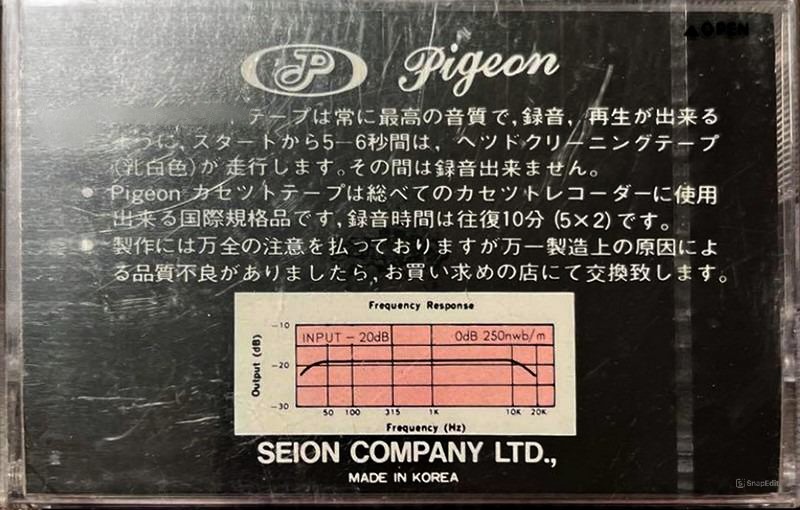 ▲OPEN
JP Pigeon
テープは常に最高の音質で,録音,再生が出来る
ように,スタートから5―6秒間は,ヘツドクリーニングテープ
(乳白色)が走行します。その間は録音出来ません。
● Pigeon カセツトテープは総べてのカセツトレコーダーに使用
出来る国際規格品です,録音時間は往復10分(5×2)です。
● 製作には万全の注意を払っておりますが万一製造上の原因によ
る品質不良がありましたら,お買い求めの店にて交換致します。
Frequency Response
Output (dB)
-10
INPUT - 20dB 0dB 250nwb/m
-20
-30
50 100 315 1K 10K 20K
Frequency (Hz)
SEION COMPANY LTD.,
MADE IN KOREA
SnapEdit